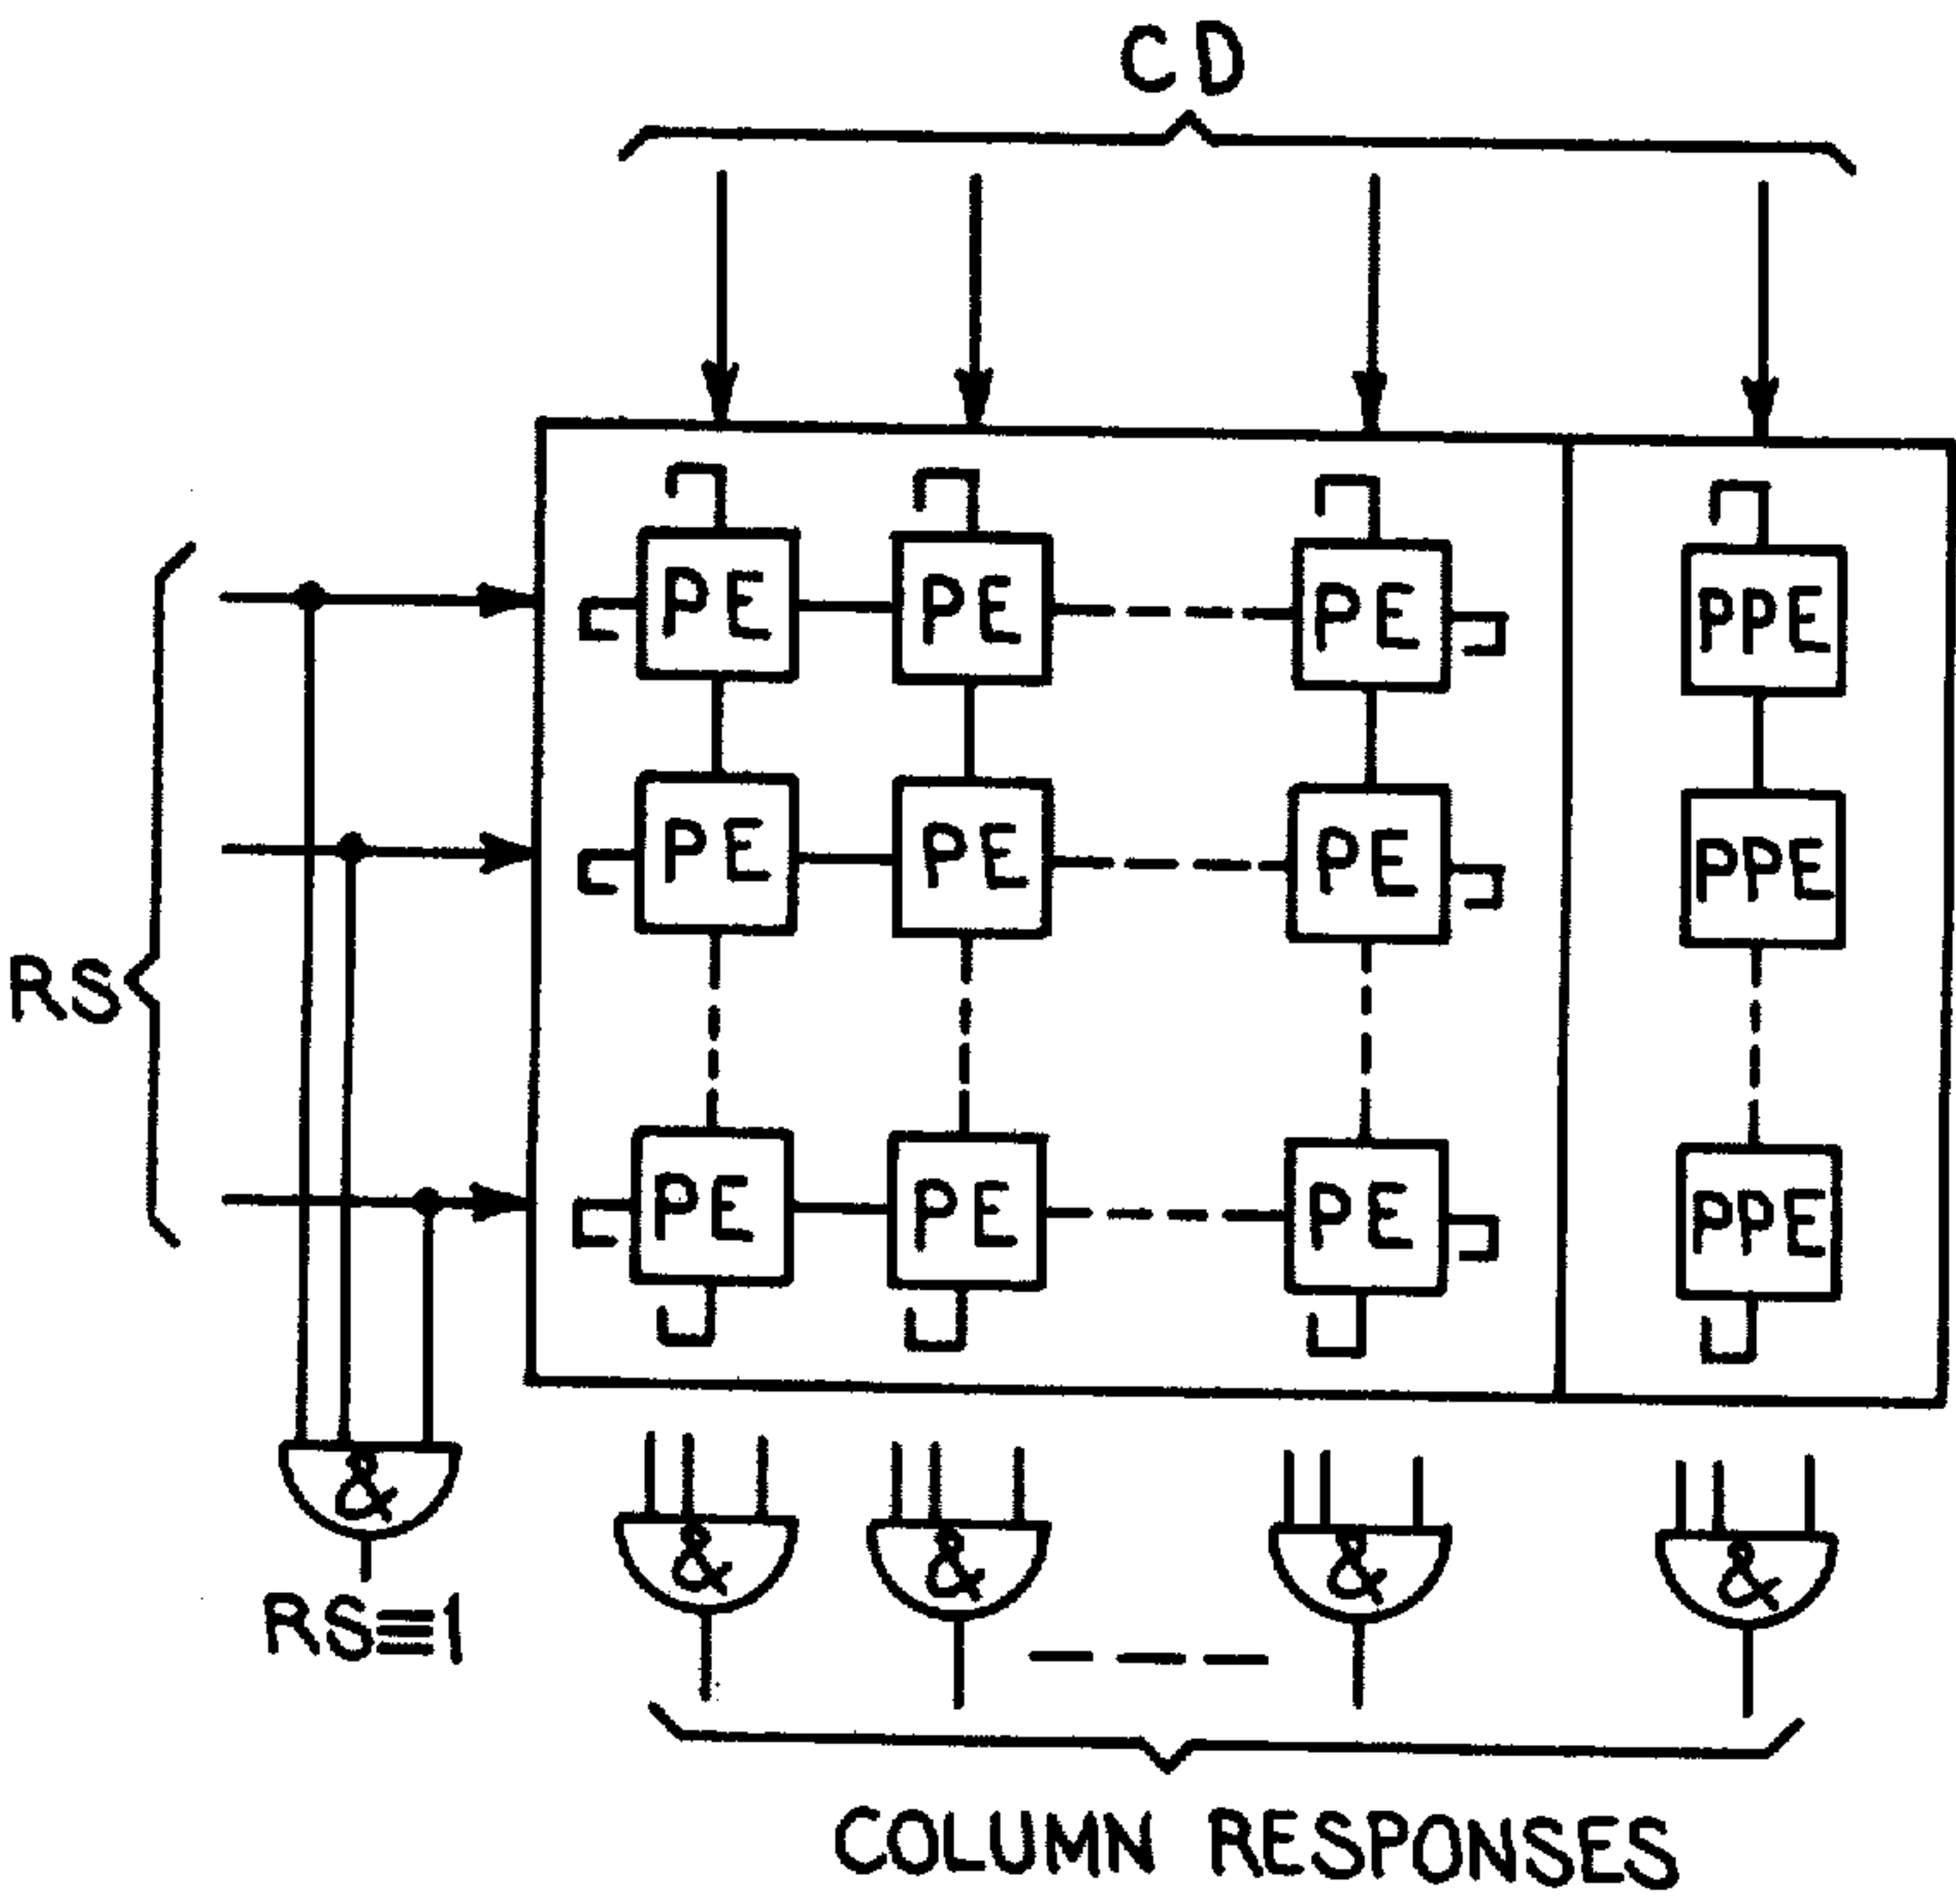 CD
PE PE PE PPE
PE PE PE PPE
RS
PE PE PE PPE
&
& & & &
RS≡1
COLUMN RESPONSES